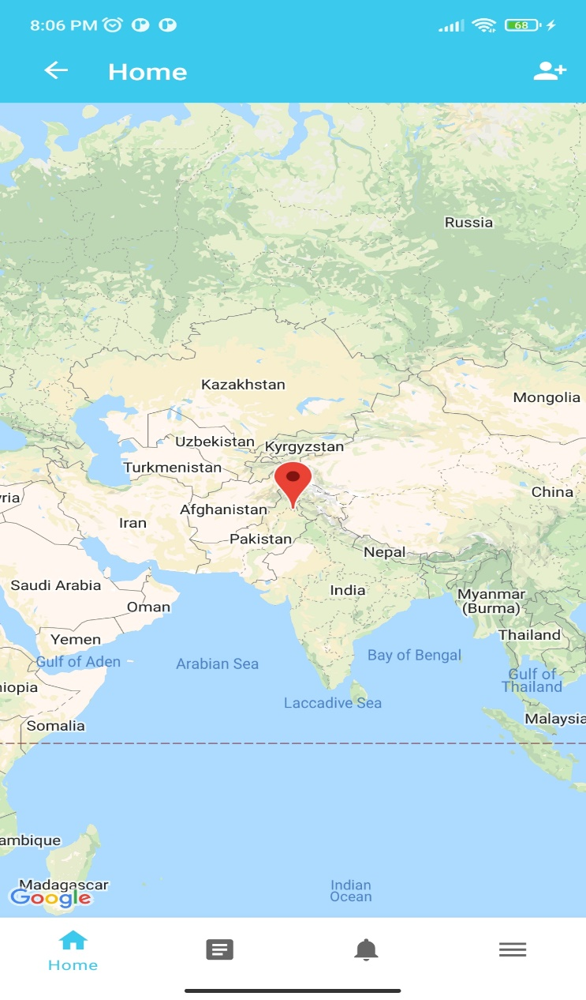 8:06 PM
68
Home
Russia
Kazakhstan
Mongolia
Uzbekistan
Kyrgyzstan
Turkmenistan
China
ria
Afghanistan
Iran
Pakistan
Nepal
Saudi Arabia
India
Myanmar
(Burma)
Oman
Thailand
Yemen
Bay of Bengal
Gulf of Aden
Arabian Sea
Gulf of
Thailand
hiopia
Laccadive Sea
Malaysia
Somalia
ambique
Madagascar
Indian
Ocean
Google
Home